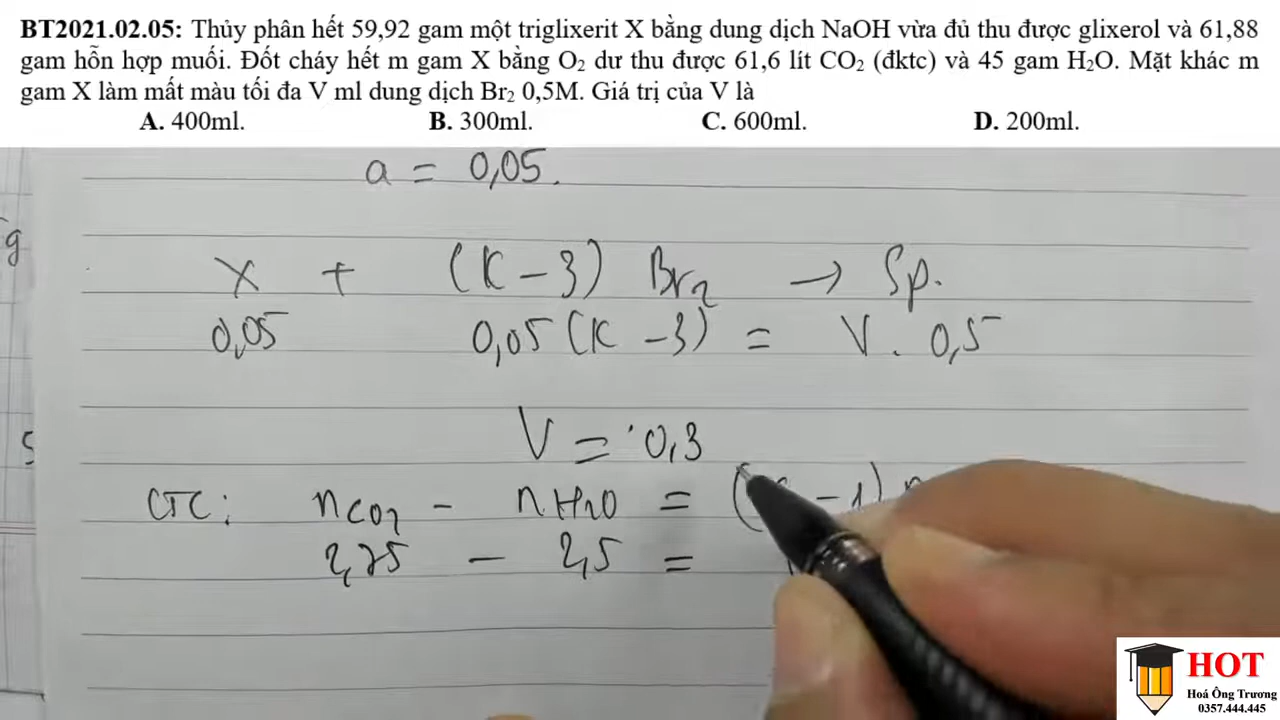 BT2021.02.05: Thủy phân hết 59,92 gam một triglixerit X bằng dung dịch NaOH vừa đủ thu được glixerol và 61,88
gam hỗn hợp muối. Đốt cháy hết m gam X bằng O₂ dư thu được 61,6 lít CO₂ (đktc) và 45 gam H₂O. Mặt khác m
gam X làm mất màu tối đa V ml dung dịch Br₂ 0,5M. Giá trị của V là
A. 400ml. B. 300ml. C. 600ml. D. 200ml.
a = 0,05.
g
X + (K – 3) Br₂ → Sp.
0,05 0,05 (K – 3) = V . 0,5
V = 0,3
CTC: nCO₂ – nH₂O = ( – 1)
2,75 – 2,5 =
HOT
Hoá Ông Trương
0357.444.445